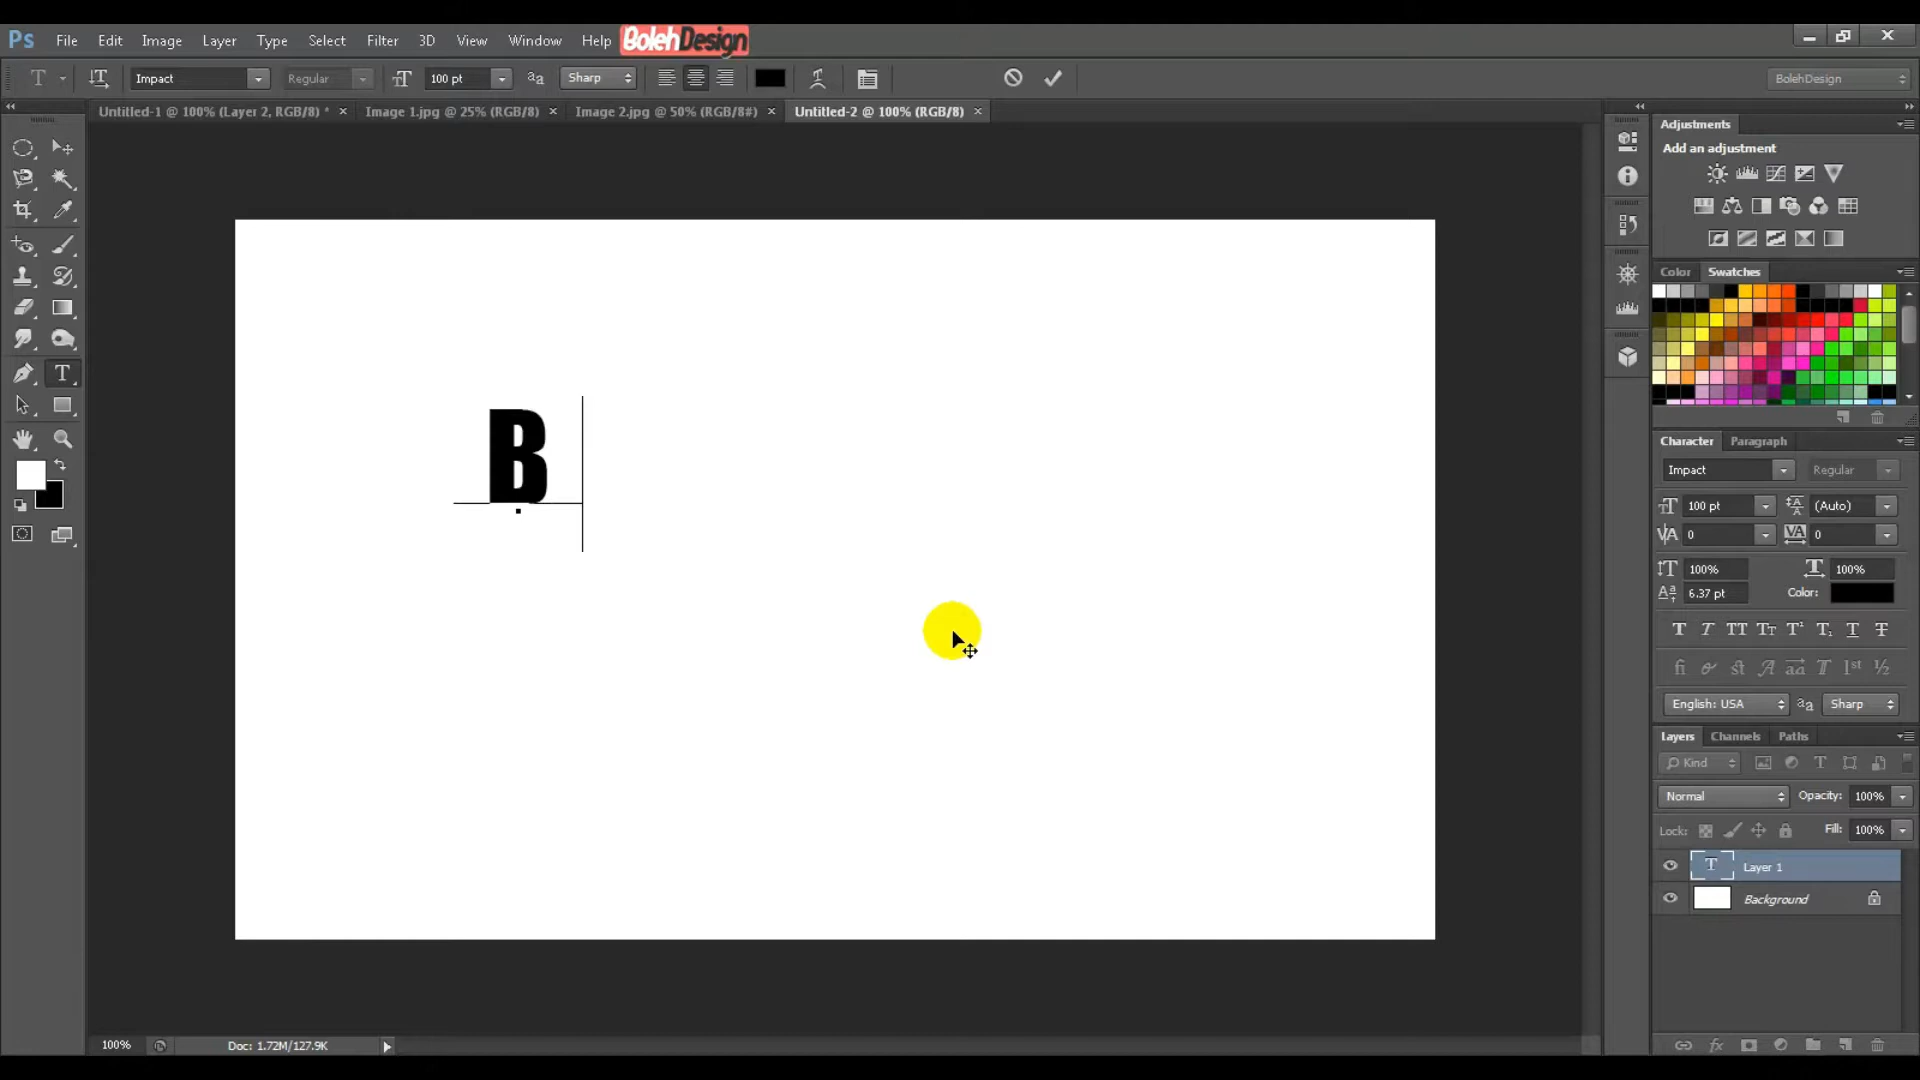 Ps File Edit Image Layer Type Select Filter 3D View Window Help BolehDesign
T Impact Regular 100 pt Sharp BolehDesign
Untitled-1 @ 100% (Layer 2, RGB/8) * Image 1.jpg @ 25% (RGB/8) Image 2.jpg @ 50% (RGB/8#) Untitled-2 @ 100% (RGB/8)
Adjustments
Add an adjustment
Color Swatches
B
Character Paragraph
Impact Regular
100 pt (Auto)
0 0
100% 100%
6.37 pt Color:
English: USA Sharp
Layers Channels Paths
Kind
Normal Opacity: 100%
Lock: Fill: 100%
T Layer 1
Background
100% Doc: 1.72M/127.9K